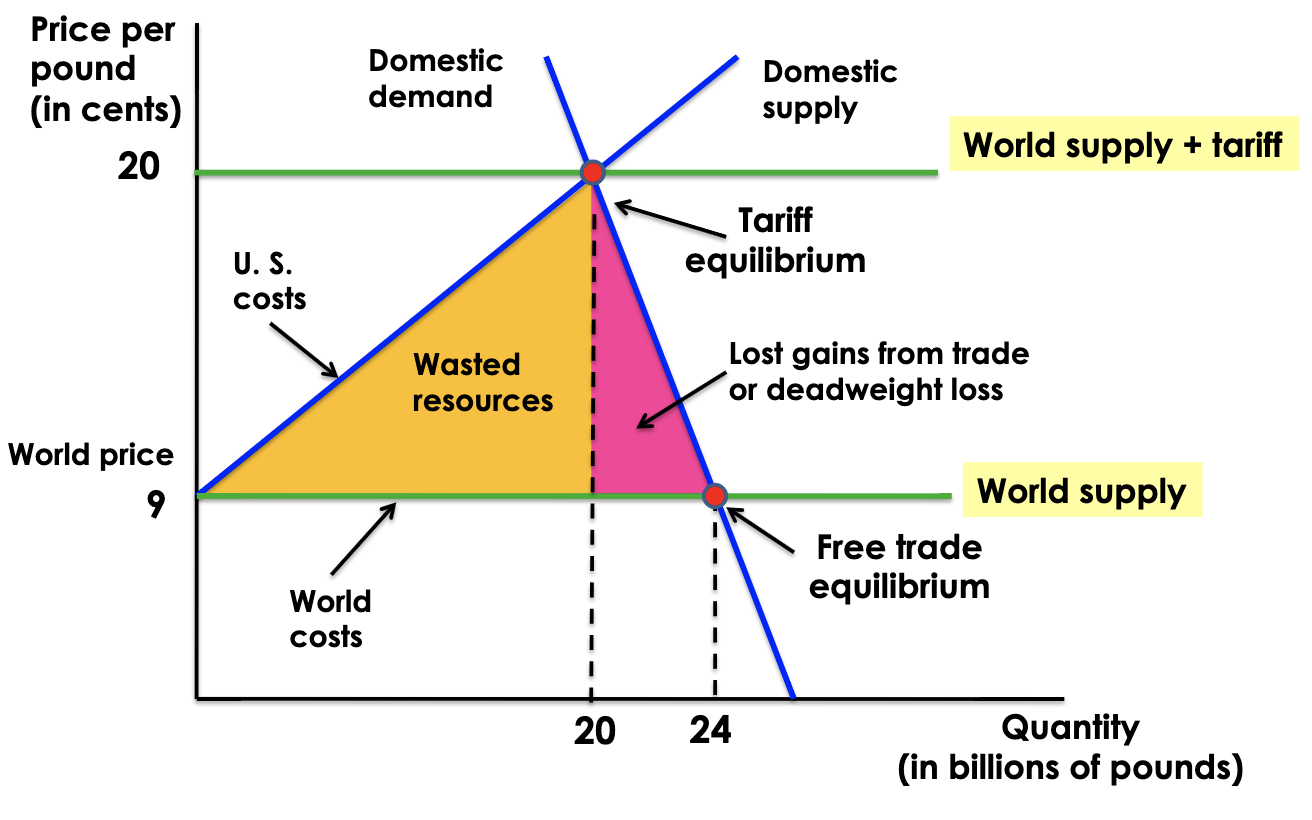 Price per
pound
(in cents)
Domestic
demand
Domestic
supply
World supply + tariff
20
Tariff
equilibrium
U. S.
costs
Lost gains from trade
or deadweight loss
Wasted
resources
World price
9
World supply
Free trade
equilibrium
World
costs
20
24
Quantity
(in billions of pounds)